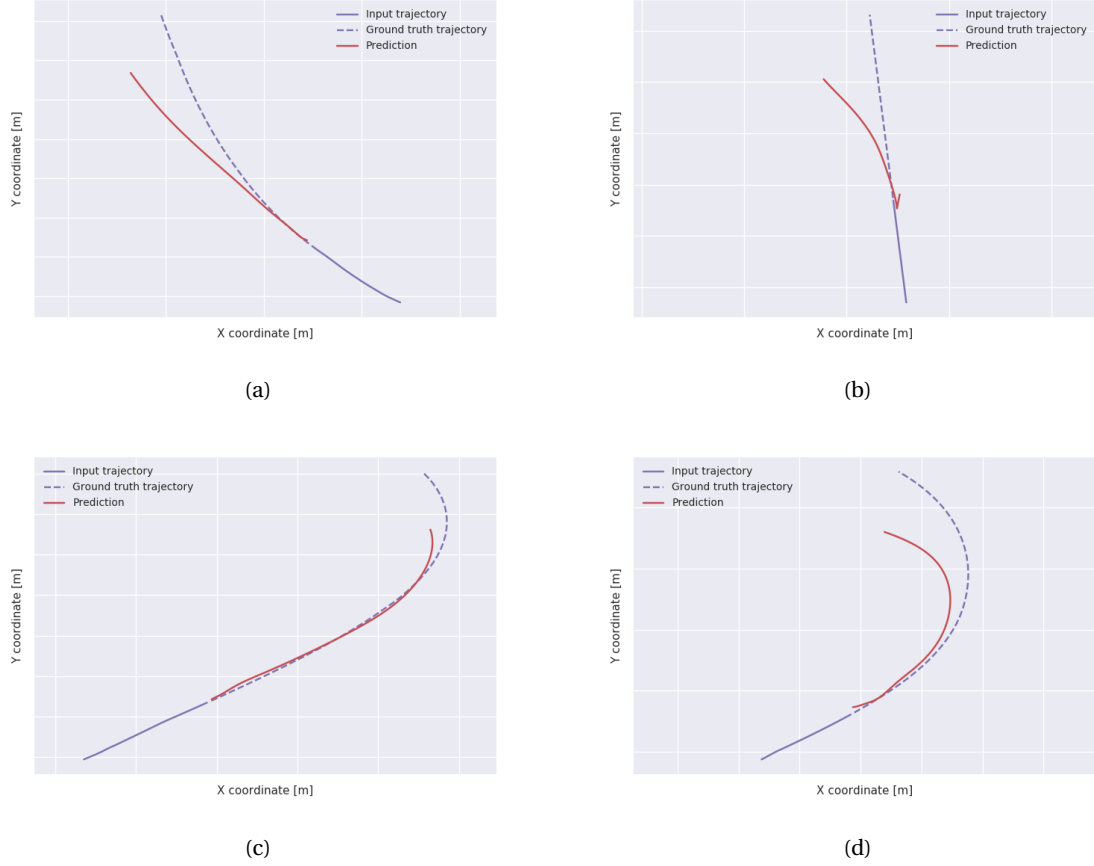 Input trajectory
Ground truth trajectory
Prediction
Y coordinate [m]
X coordinate [m]
(a)
Input trajectory
Ground truth trajectory
Prediction
Y coordinate [m]
X coordinate [m]
(b)
Input trajectory
Ground truth trajectory
Prediction
Y coordinate [m]
X coordinate [m]
(c)
Input trajectory
Ground truth trajectory
Prediction
Y coordinate [m]
X coordinate [m]
(d)